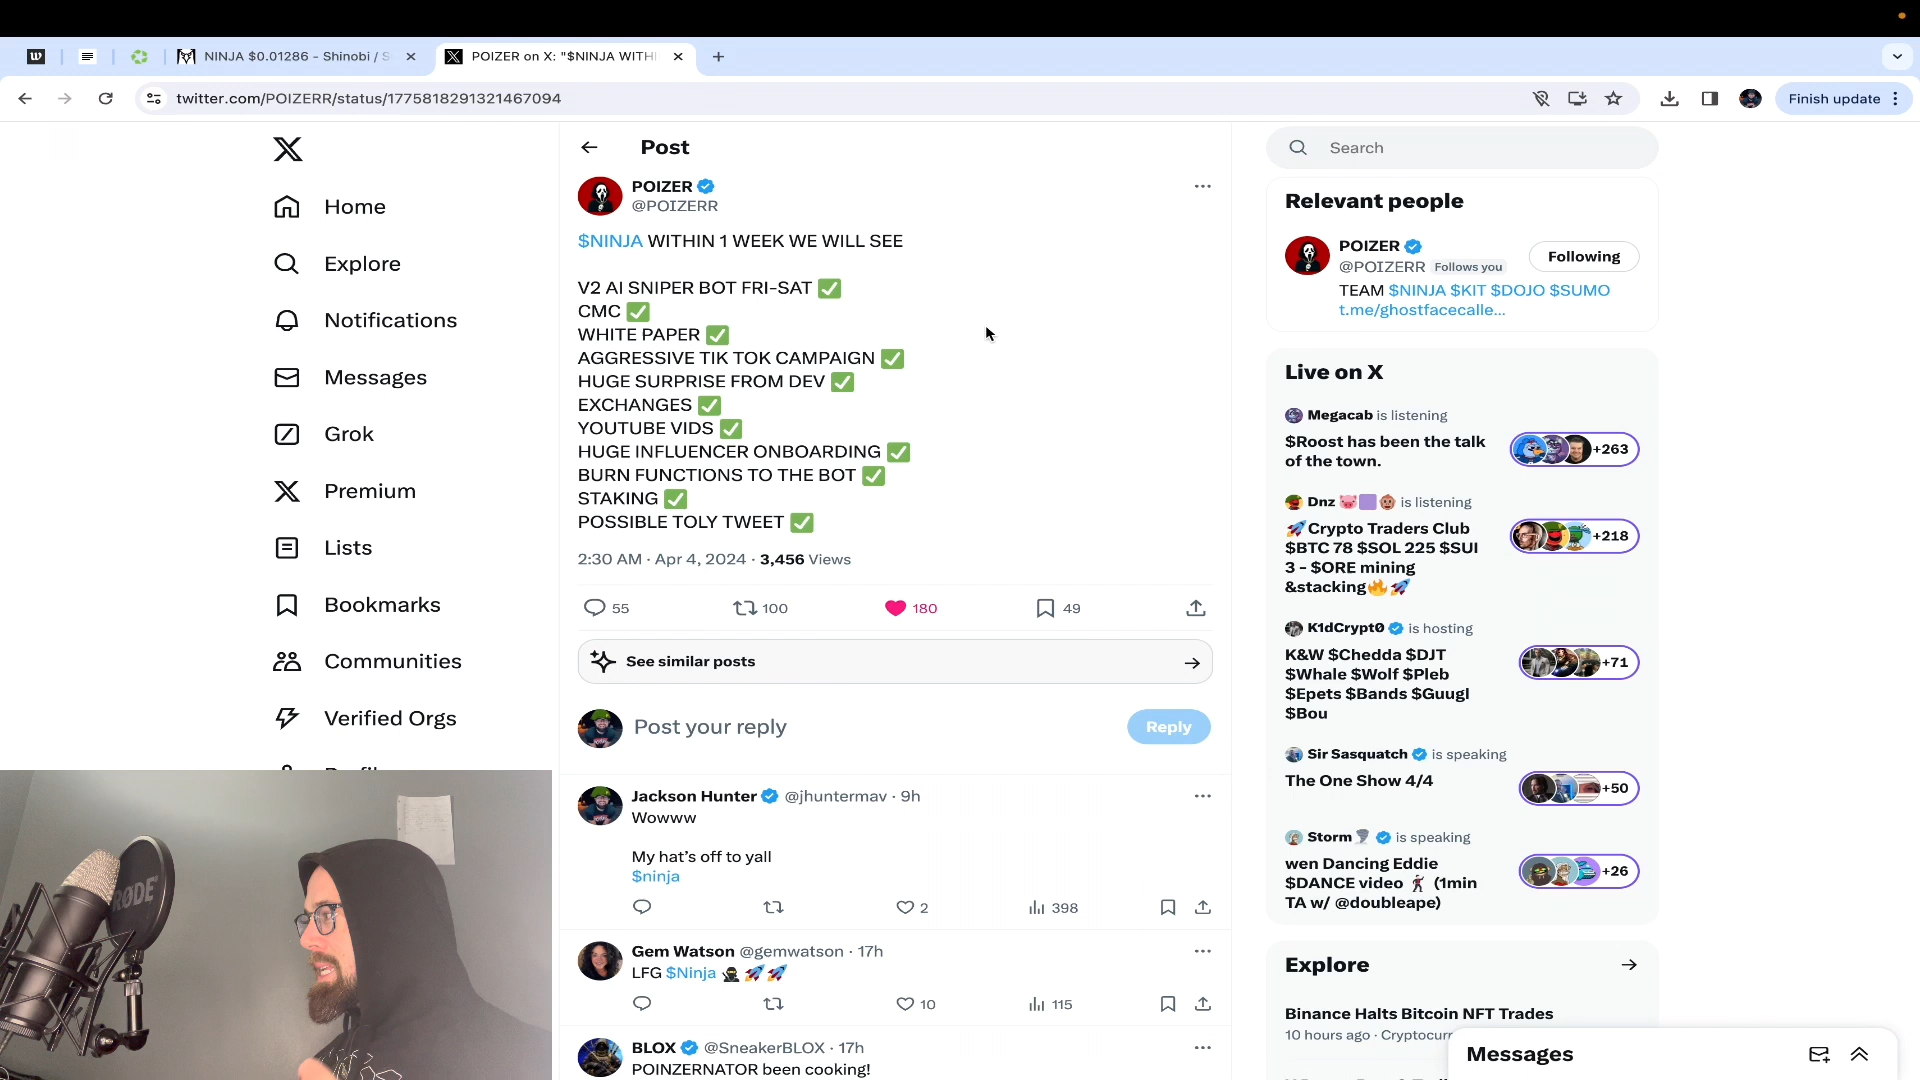 NINJA $0.01286 - Shinobi / S
POIZER on X: "$NINJA WITHI
twitter.com/POIZERR/status/1775818291321467094
Finish update
Home
Explore
Notifications
Messages
Grok
Premium
Lists
Bookmarks
Communities
Verified Orgs
Post
POIZER
@POIZERR
$NINJA WITHIN 1 WEEK WE WILL SEE
V2 AI SNIPER BOT FRI-SAT ✅
CMC ✅
WHITE PAPER ✅
AGGRESSIVE TIK TOK CAMPAIGN ✅
HUGE SURPRISE FROM DEV ✅
EXCHANGES ✅
YOUTUBE VIDS ✅
HUGE INFLUENCER ONBOARDING ✅
BURN FUNCTIONS TO THE BOT ✅
STAKING ✅
POSSIBLE TOLY TWEET ✅
2:30 AM · Apr 4, 2024 · 3,456 Views
55 100 180 49
See similar posts
Post your reply
Reply
Jackson Hunter @jhuntermav · 9h
Wowww
My hat's off to yall
$ninja
2 398
Gem Watson @gemwatson · 17h
LFG $Ninja 🥷🚀🚀
10 115
BLOX @SneakerBLOX · 17h
POINZERNATOR been cooking!
Search
Relevant people
POIZER
@POIZERR Follows you
Following
TEAM $NINJA $KIT $DOJO $SUMO
t.me/ghostfacecalle...
Live on X
Megacab is listening
$Roost has been the talk
of the town.
+263
Dnz 🐷🟪🐵 is listening
🚀Crypto Traders Club
$BTC 78 $SOL 225 $SUI
3 - $ORE mining
&stacking🔥🚀
+218
K1dCrypt0 is hosting
K&W $Chedda $DJT
$Whale $Wolf $Pleb
$Epets $Bands $Guugl
$Bou
+71
Sir Sasquatch is speaking
The One Show 4/4
+50
Storm🌪️ is speaking
wen Dancing Eddie
$DANCE video 🕺 (1min
TA w/ @doubleape)
+26
Explore
Binance Halts Bitcoin NFT Trades
10 hours ago · Cryptocurr
Messages
RØDE